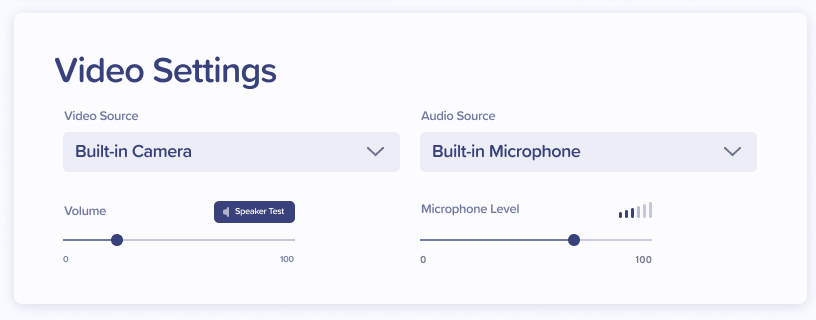 Video Settings
Video Source
Audio Source
Built-in Camera
Built-in Microphone
Volume
Speaker Test
Microphone Level
0
100
0
100